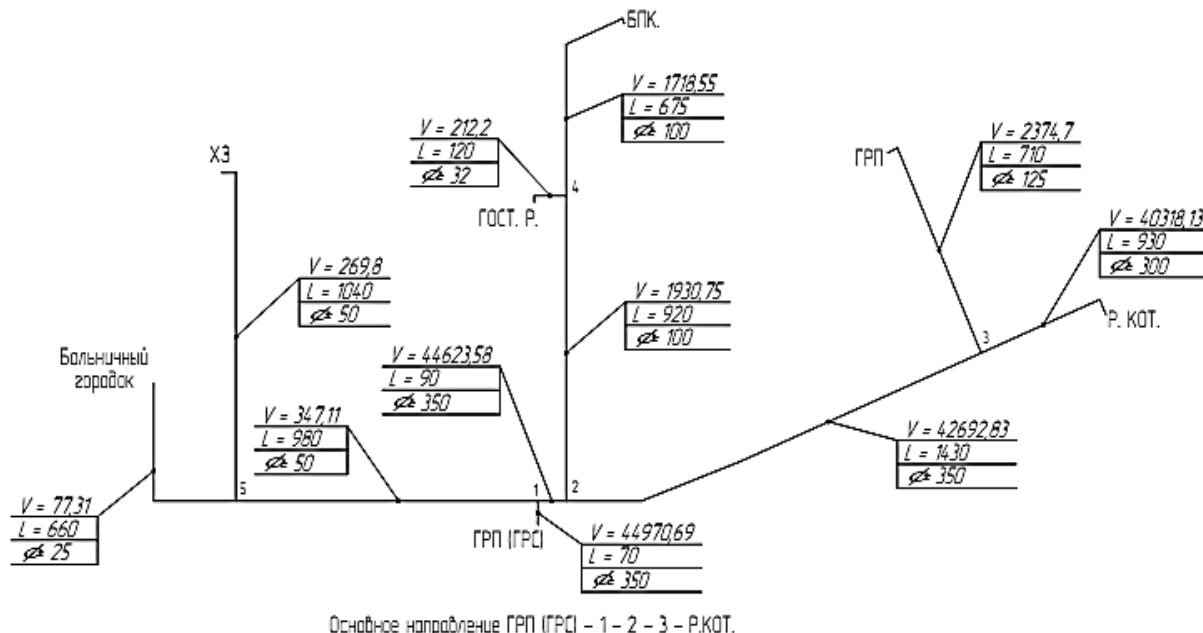 БПК.
V = 1718,55
L = 675
⌀г 100
V = 212,2
L = 120
⌀г 32
V = 2374,7
L = 710
⌀г 125
ХЗ
ГРП
4
ГОСТ. Р.
V = 40318,13
L = 930
⌀г 300
V = 269,8
L = 1040
⌀г 50
V = 1930,75
L = 920
⌀г 100
Р. КОТ.
3
Больничный
городок
V = 44623,58
L = 90
⌀г 350
V = 347,11
L = 980
⌀г 50
V = 42692,83
L = 1430
⌀г 350
5
1
2
V = 77,31
L = 660
⌀г 25
ГРП (ГРС)
V = 44970,69
L = 70
⌀г 350
Основное направление ГРП (ГРС) – 1 – 2 – 3 – Р.КОТ.